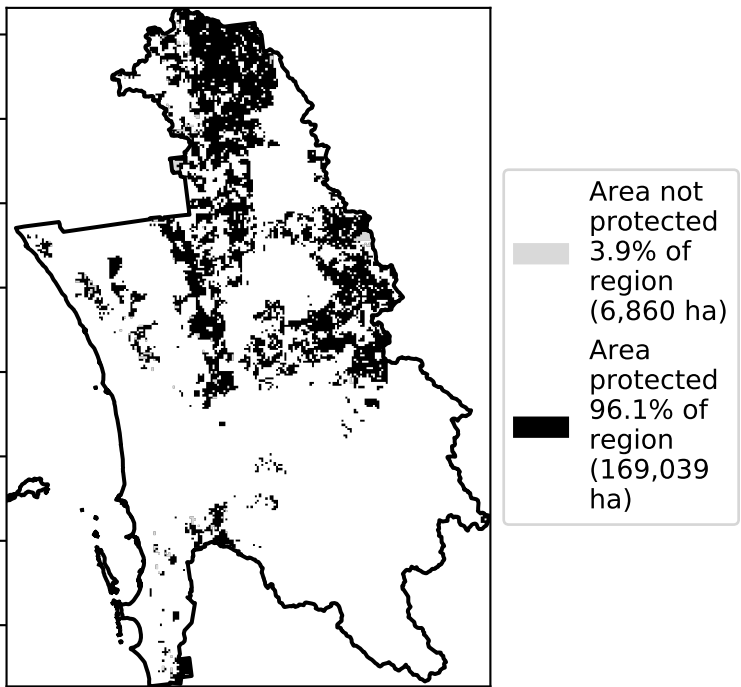 Area not
protected
3.9% of
region
(6,860 ha)
Area
protected
96.1% of
region
(169,039
ha)